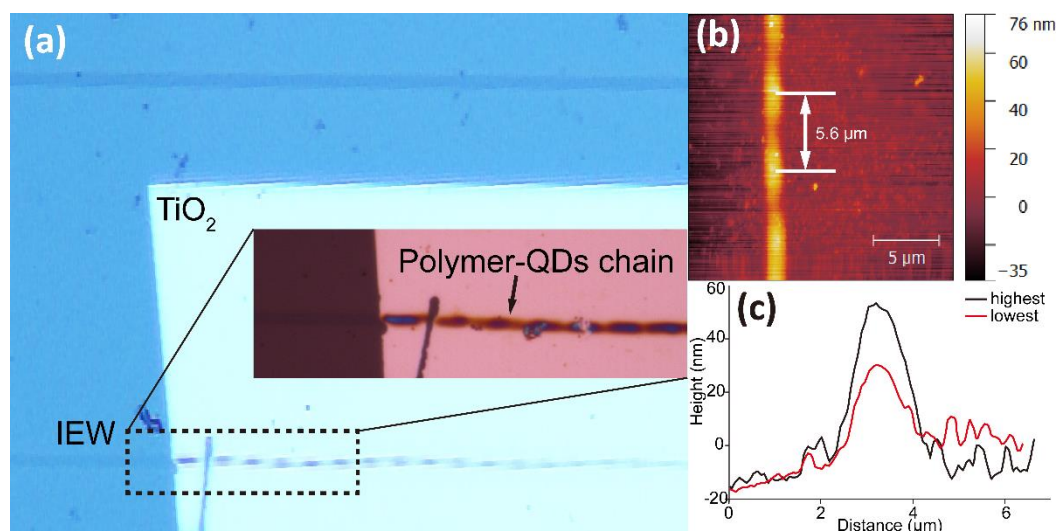 (a)
TiO2
Polymer-QDs chain
IEW
(b)
5.6 µm
5 µm
76 nm
60
40
20
0
−35
(c)
highest
lowest
Height (nm)
60
40
0
-20
0
2
4
6
Distance (µm)